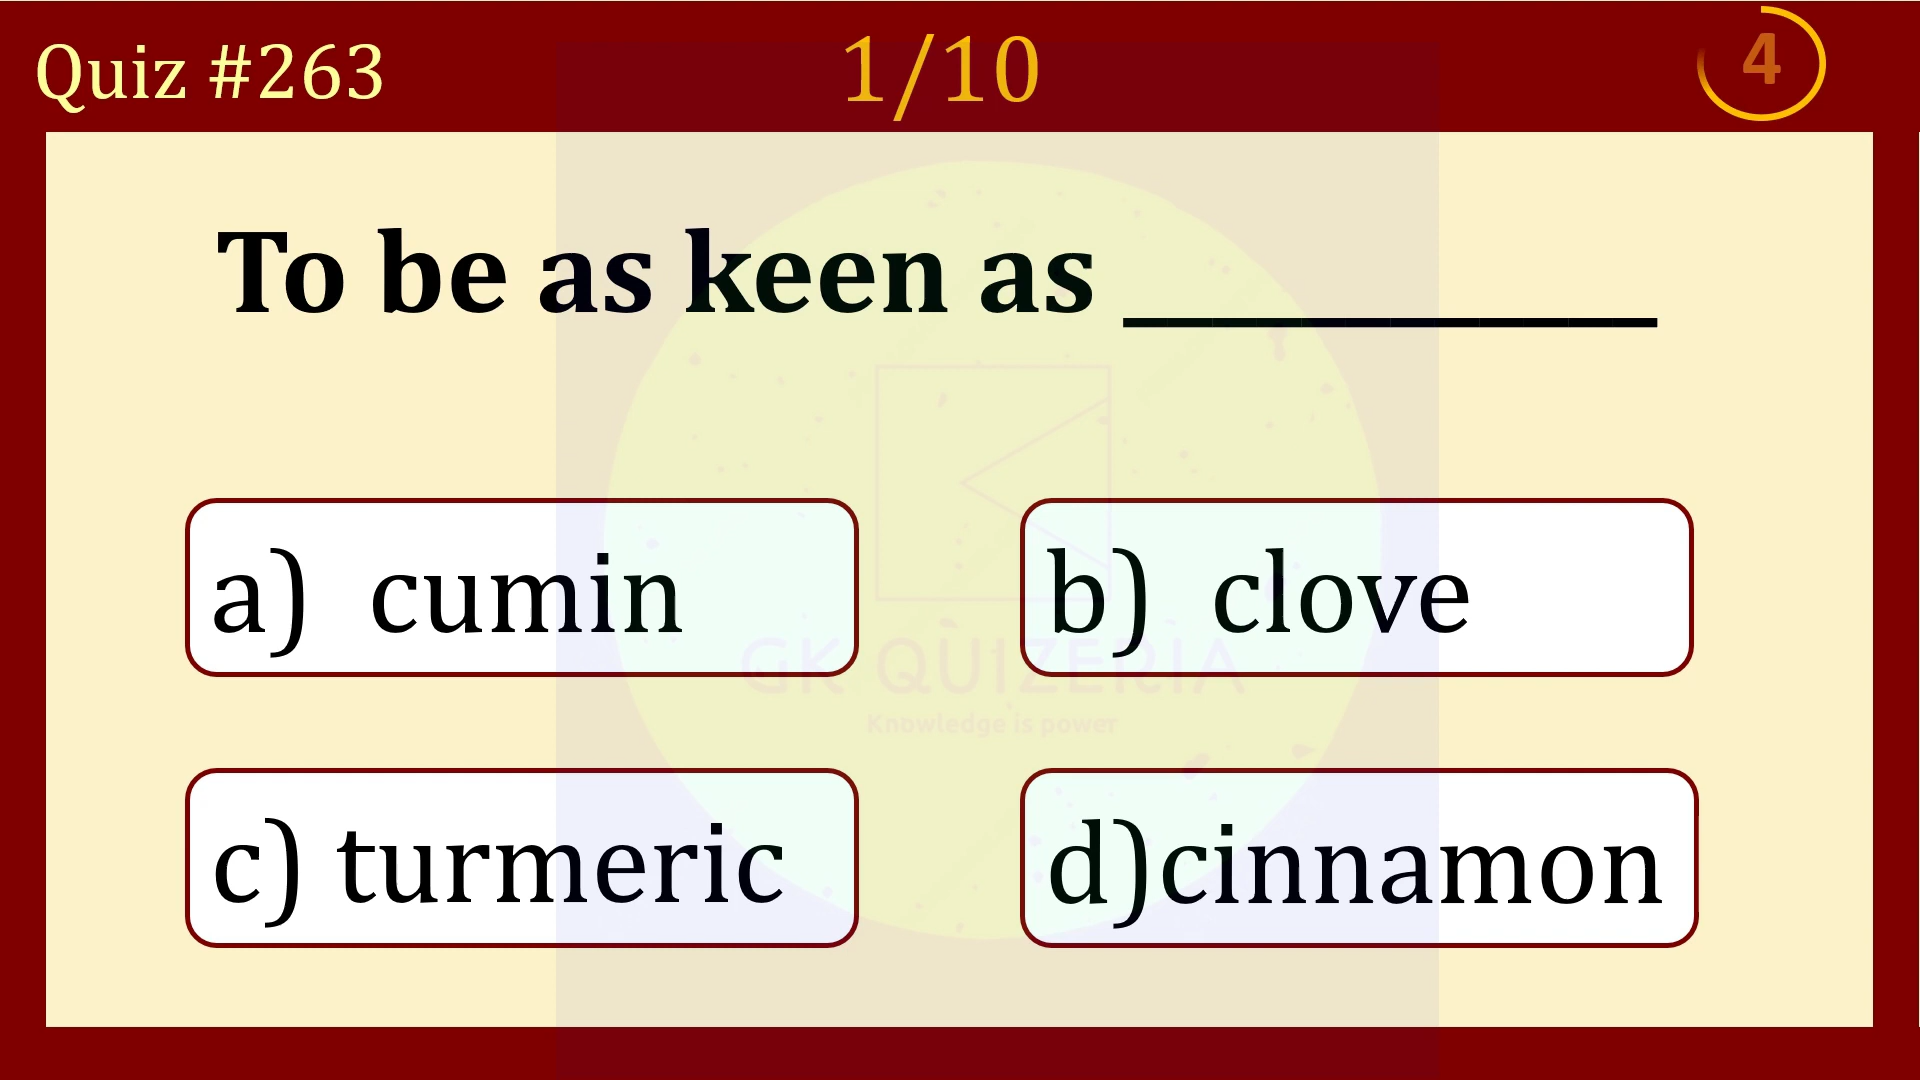 Quiz #263
1/10
4
To be as keen as ____________
a) cumin
b) clove
c) turmeric
d)cinnamon
GK QUIZERIA
Knowledge is power